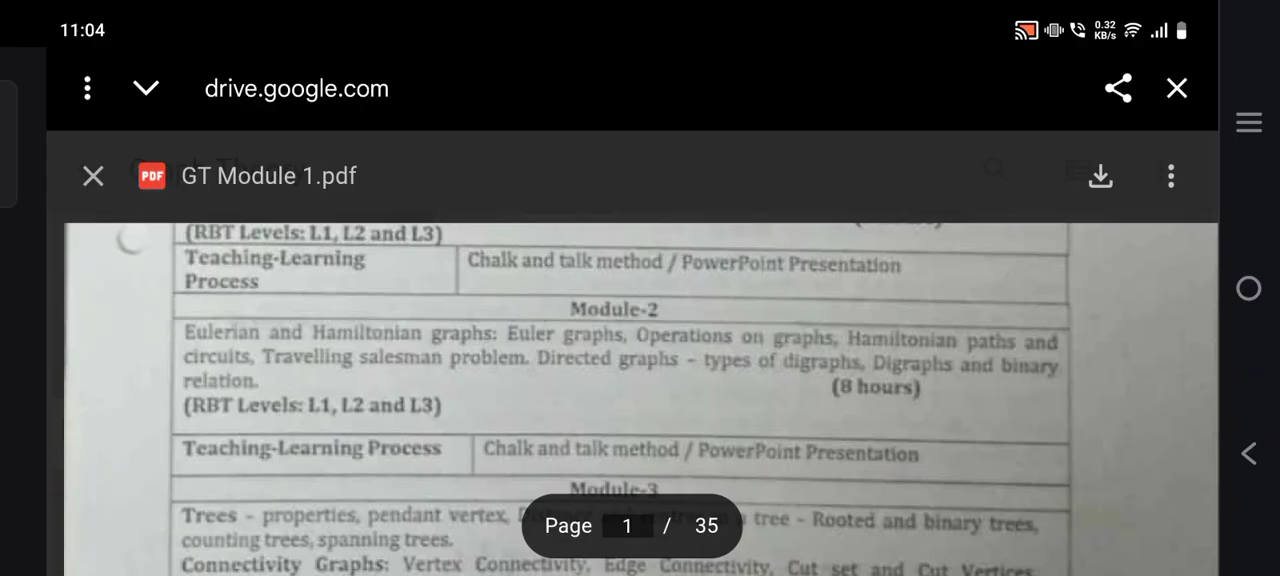 11:04
0.32
KB/s
drive.google.com
PDF GT Module 1.pdf
(RBT Levels: L1, L2 and L3)
Teaching-Learning
Process
Chalk and talk method / PowerPoint Presentation
Module-2
Eulerian and Hamiltonian graphs: Euler graphs, Operations on graphs, Hamiltonian paths and
circuits, Travelling salesman problem. Directed graphs – types of digraphs, Digraphs and binary
relation.
(8 hours)
(RBT Levels: L1, L2 and L3)
Teaching-Learning Process
Chalk and talk method / PowerPoint Presentation
Module-3
Trees – properties, pendant vertex, a tree – Rooted and binary trees,
Page 1 / 35
counting trees, spanning trees.
Connectivity Graphs: Vertex Connectivity, Edge Connectivity, Cut set and Cut Vertices